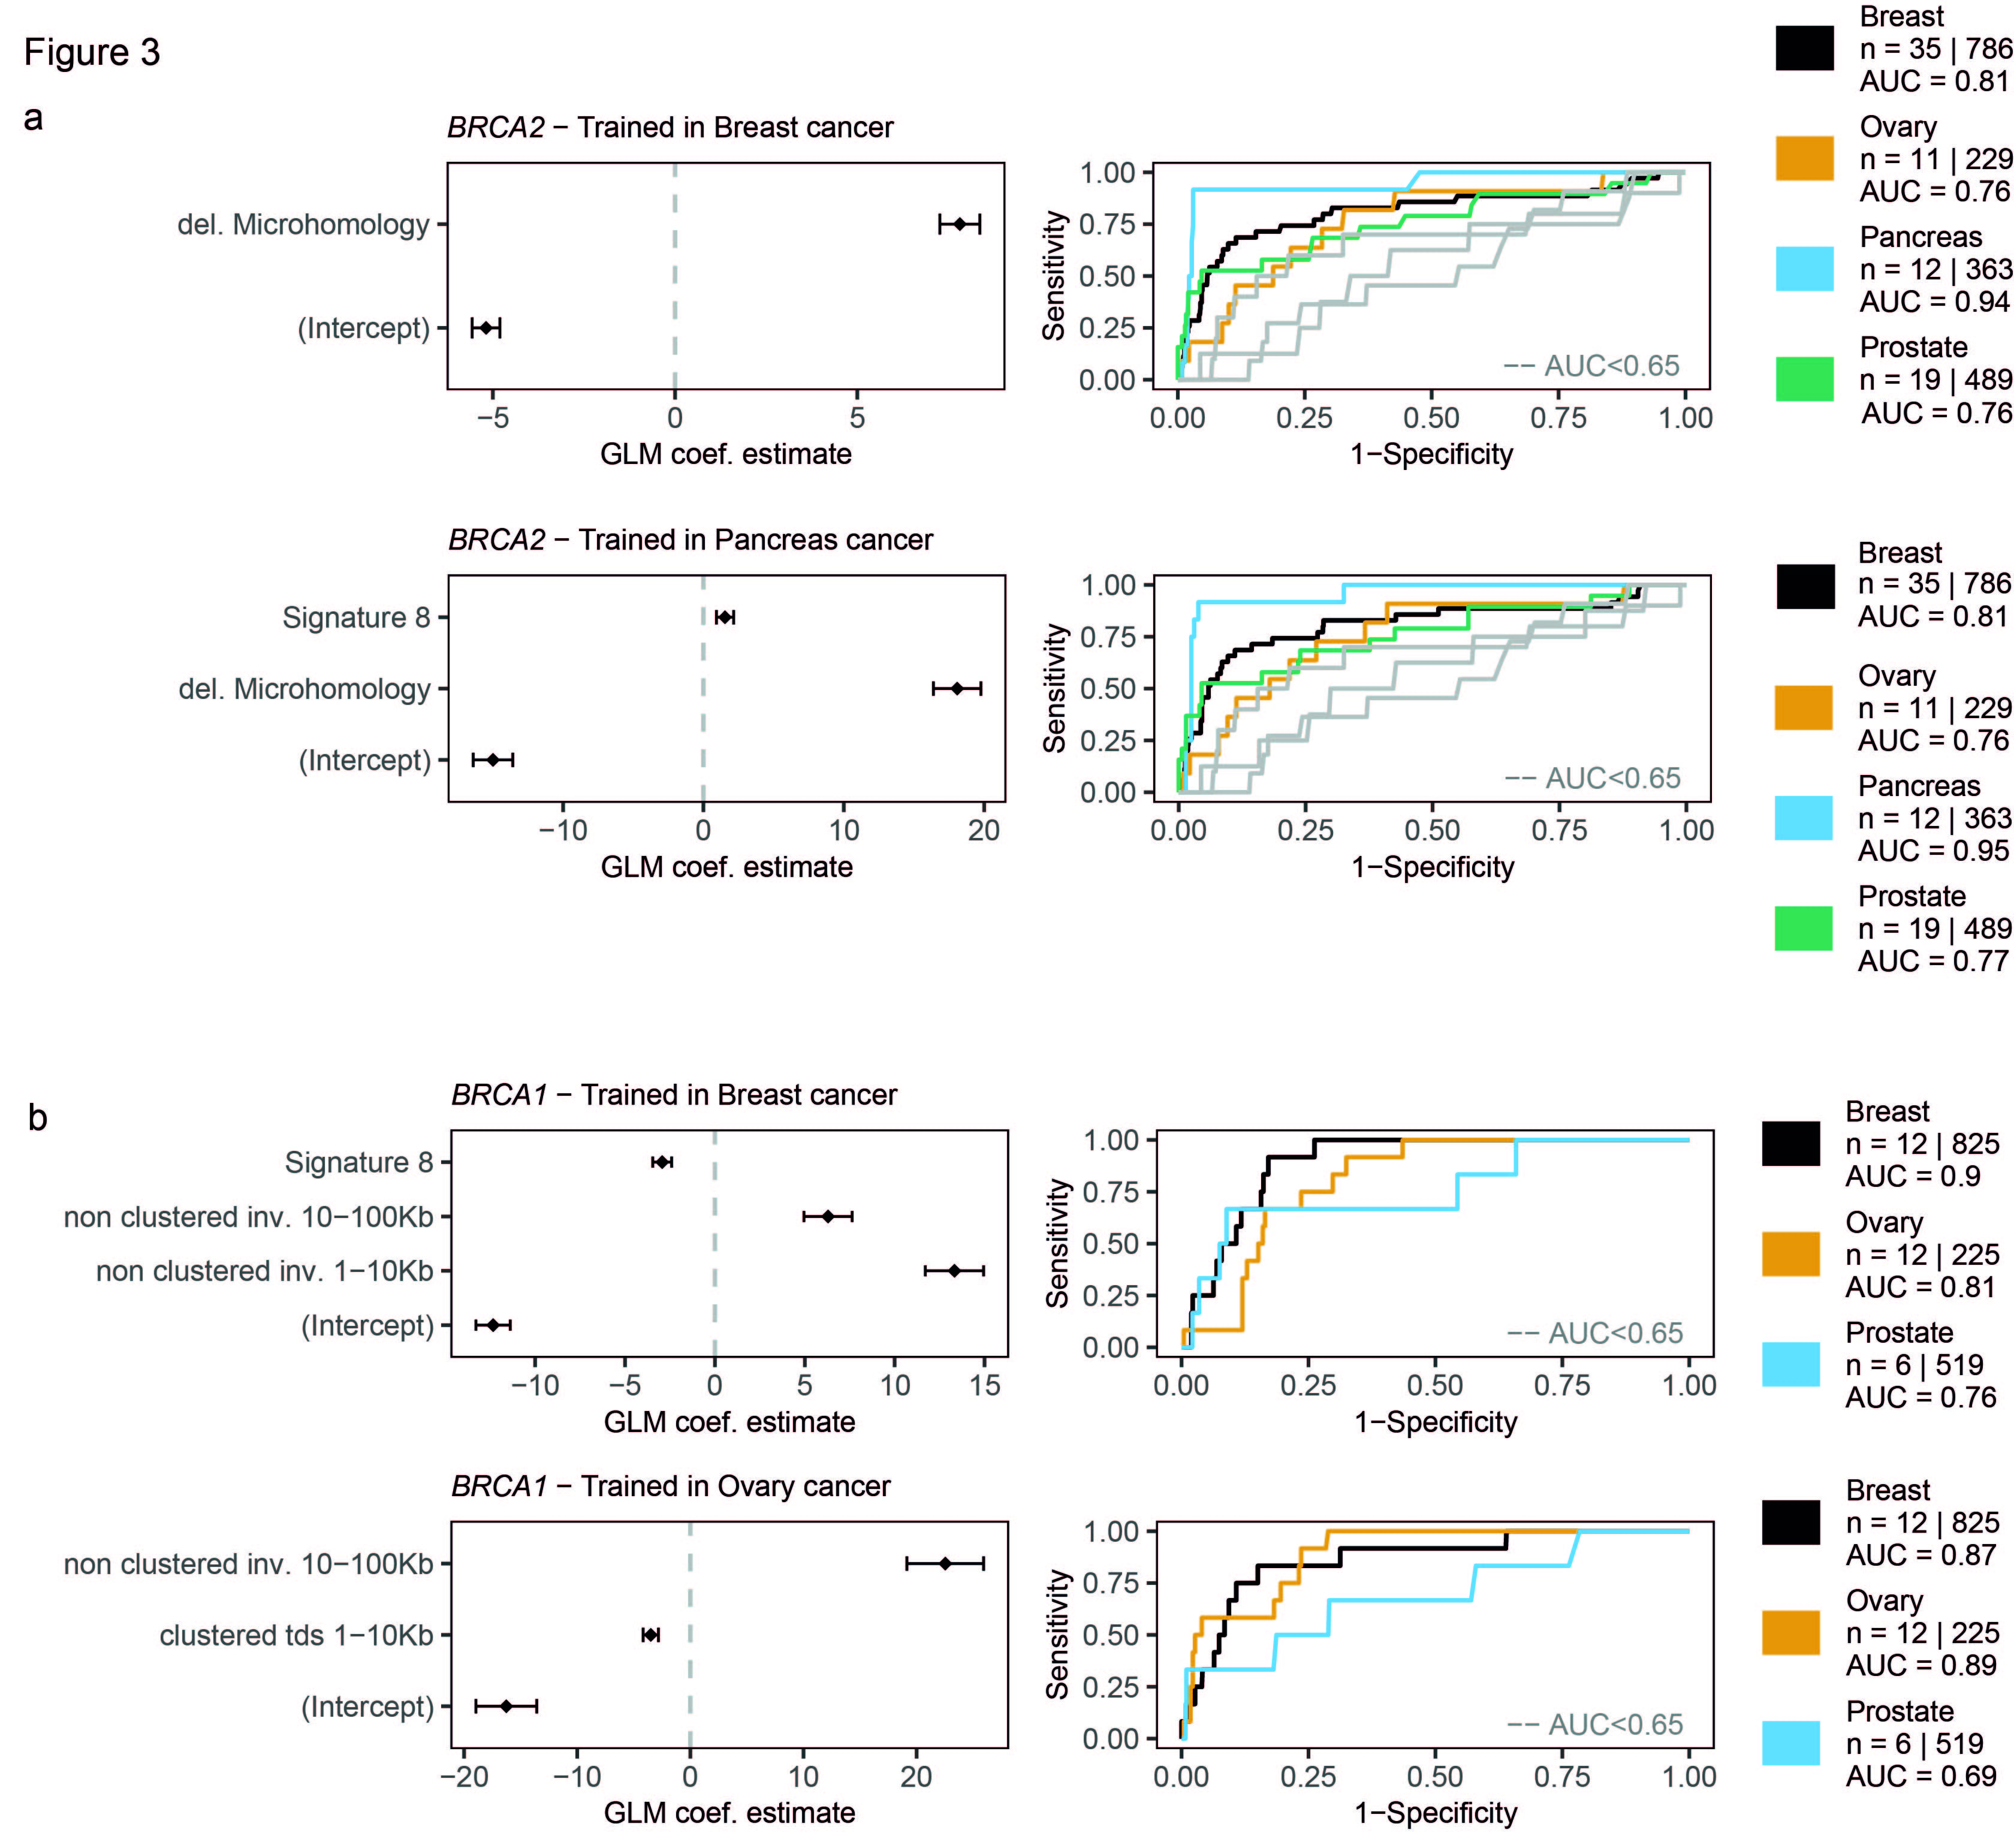 Figure 3
a
BRCA2 − Trained in Breast cancer
del. Microhomology
(Intercept)
−5 0 5
GLM coef. estimate
Sensitivity
1.00
0.75
0.50
0.25
0.00
−− AUC<0.65
0.00 0.25 0.50 0.75 1.00
1−Specificity
Breast
n = 35 | 786
AUC = 0.81
Ovary
n = 11 | 229
AUC = 0.76
Pancreas
n = 12 | 363
AUC = 0.94
Prostate
n = 19 | 489
AUC = 0.76
BRCA2 − Trained in Pancreas cancer
Signature 8
del. Microhomology
(Intercept)
−10 0 10 20
GLM coef. estimate
Sensitivity
1.00
0.75
0.50
0.25
0.00
−− AUC<0.65
0.00 0.25 0.50 0.75 1.00
1−Specificity
Breast
n = 35 | 786
AUC = 0.81
Ovary
n = 11 | 229
AUC = 0.76
Pancreas
n = 12 | 363
AUC = 0.95
Prostate
n = 19 | 489
AUC = 0.77
b
BRCA1 − Trained in Breast cancer
Signature 8
non clustered inv. 10−100Kb
non clustered inv. 1−10Kb
(Intercept)
−10 −5 0 5 10 15
GLM coef. estimate
Sensitivity
1.00
0.75
0.50
0.25
0.00
−− AUC<0.65
0.00 0.25 0.50 0.75 1.00
1−Specificity
Breast
n = 12 | 825
AUC = 0.9
Ovary
n = 12 | 225
AUC = 0.81
Prostate
n = 6 | 519
AUC = 0.76
BRCA1 − Trained in Ovary cancer
non clustered inv. 10−100Kb
clustered tds 1−10Kb
(Intercept)
−20 −10 0 10 20
GLM coef. estimate
Sensitivity
1.00
0.75
0.50
0.25
0.00
−− AUC<0.65
0.00 0.25 0.50 0.75 1.00
1−Specificity
Breast
n = 12 | 825
AUC = 0.87
Ovary
n = 12 | 225
AUC = 0.89
Prostate
n = 6 | 519
AUC = 0.69